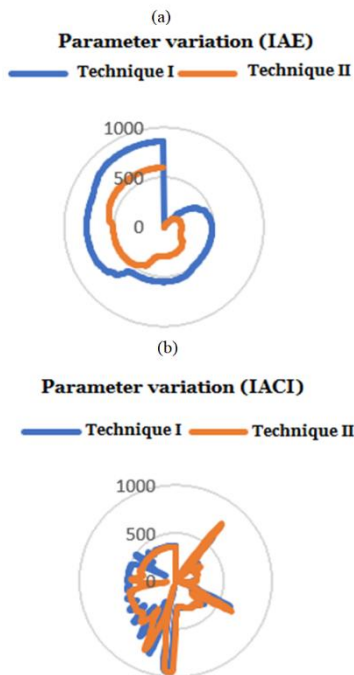 (a)
Parameter variation (IAE)
Technique I Technique II
1000
500
0
(b)
Parameter variation (IACI)
Technique I Technique II
1000
500
0